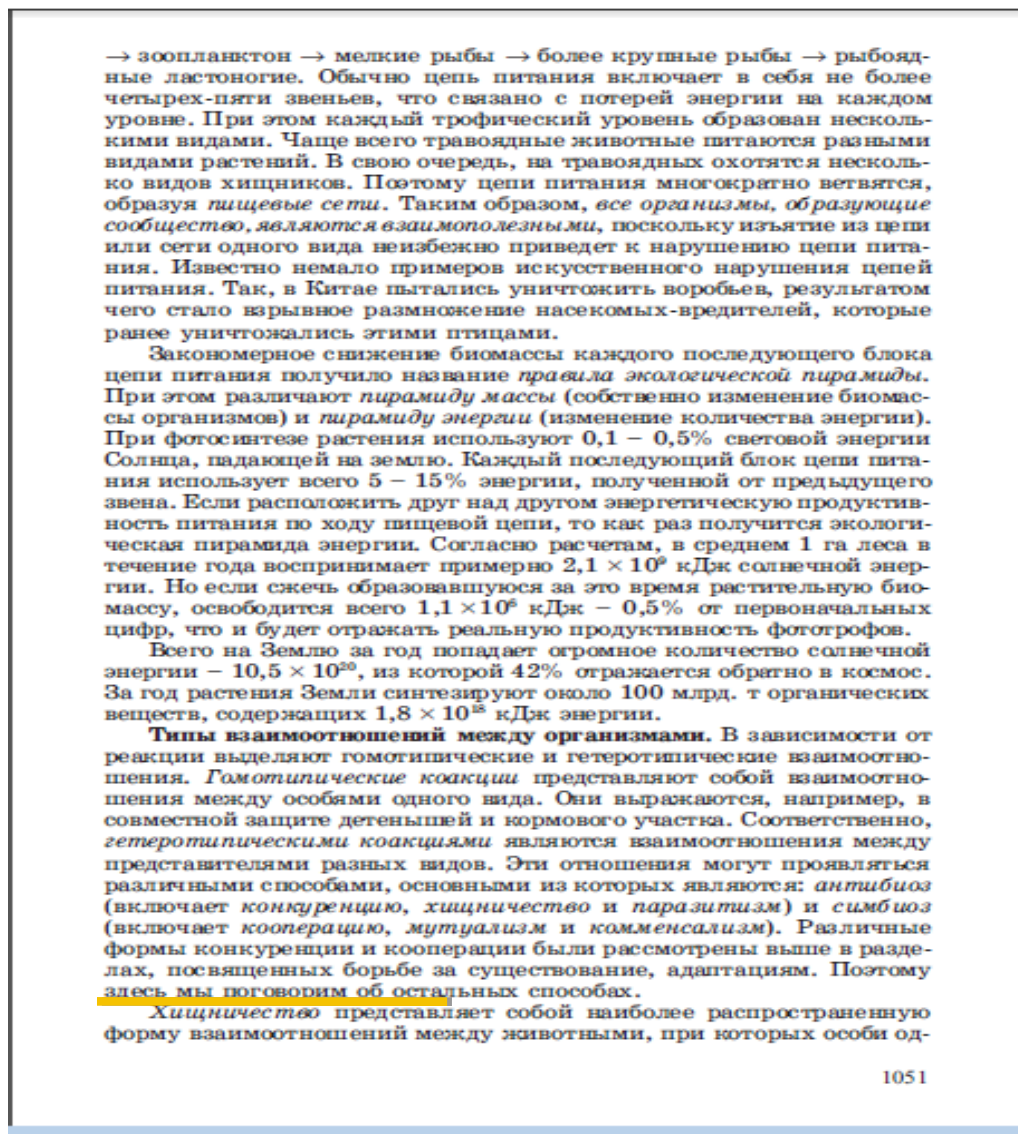 → зоопланктон → мелкие рыбы → более крупные рыбы → рыбояд-
ные ластоногие. Обычно цепь питания включает в себя не более
четырех-пяти звеньев, что связано с потерей энергии на каждом
уровне. При этом каждый трофический уровень образован несколь-
кими видами. Чаще всего травоядные животные питаются разными
видами растений. В свою очередь, на травоядных охотятся несколь-
ко видов хищников. Поэтому цепи питания многократно ветвятся,
образуя пищевые сети. Таким образом, все организмы, образующие
сообщество, являются взаимополезными, поскольку изъятие из цепи
или сети одного вида неизбежно приведет к нарушению цепи пита-
ния. Известно немало примеров искусственного нарушения цепей
питания. Так, в Китае пытались уничтожить воробьев, результатом
чего стало взрывное размножение насекомых-вредителей, которые
ранее уничтожались этими птицами.
Закономерное снижение биомассы каждого последующего блока
цепи питания получило название правила экологической пирамиды.
При этом различают пирамиду массы (собственно изменение биомас-
сы организмов) и пирамиду энергии (изменение количества энергии).
При фотосинтезе растения используют 0,1 – 0,5% световой энергии
Солнца, падающей на землю. Каждый последующий блок цепи пита-
ния использует всего 5 – 15% энергии, полученной от предыдущего
звена. Если расположить друг над другом энергетическую продуктив-
ность питания по ходу пищевой цепи, то как раз получится экологи-
ческая пирамида энергии. Согласно расчетам, в среднем 1 га леса в
течение года воспринимает примерно 2,1 × 10⁹ кДж солнечной энер-
гии. Но если сжечь образовавшуюся за это время растительную био-
массу, освободится всего 1,1 ×10⁶ кДж – 0,5% от первоначальных
цифр, что и будет отражать реальную продуктивность фототрофов.
Всего на Землю за год попадает огромное количество солнечной
энергии – 10,5 × 10²⁰, из которой 42% отражается обратно в космос.
За год растения Земли синтезируют около 100 млрд. т органических
веществ, содержащих 1,8 × 10¹⁸ кДж энергии.
Типы взаимоотношений между организмами. В зависимости от
реакции выделяют гомотипические и гетеротипические взаимоотно-
шения. Гомотипические коакции представляют собой взаимоотно-
шения между особями одного вида. Они выражаются, например, в
совместной защите детенышей и кормового участка. Соответственно,
гетеротипическими коакциями являются взаимоотношения между
представителями разных видов. Эти отношения могут проявляться
различными способами, основными из которых являются: антибиоз
(включает конкуренцию, хищничество и паразитизм) и симбиоз
(включает кооперацию, мутуализм и комменсализм). Различные
формы конкуренции и кооперации были рассмотрены выше в разде-
лах, посвященных борьбе за существование, адаптациям. Поэтому
здесь мы поговорим об остальных способах.
Хищничество представляет собой наиболее распространенную
форму взаимоотношений между животными, при которых особи од-
1051